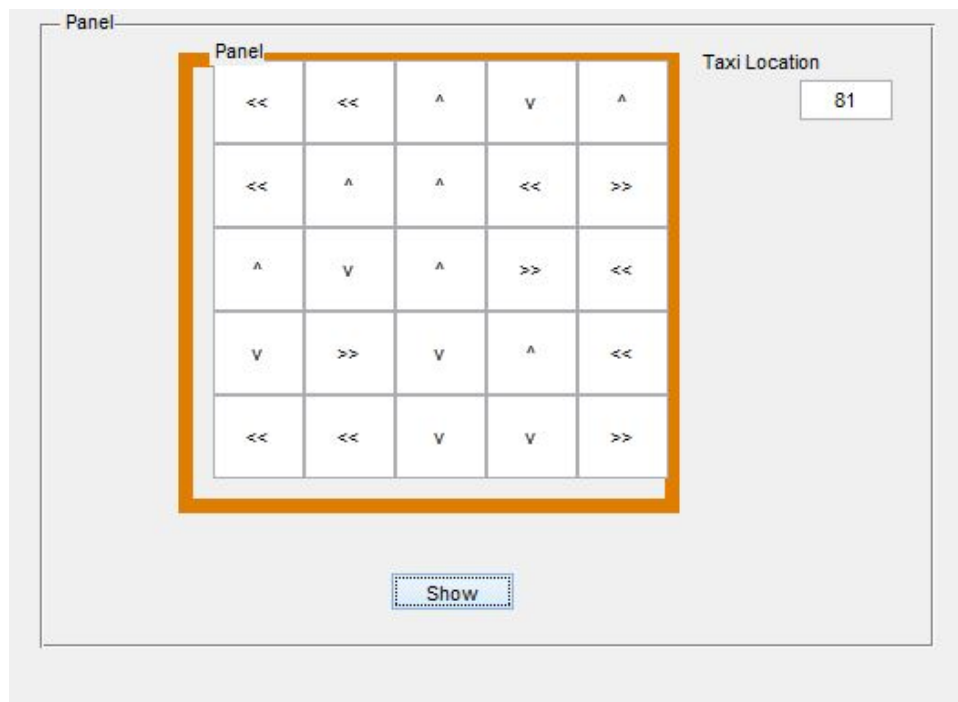 Panel
Panel
Taxi Location
81
<< << ^ v ^
<< ^ ^ << >>
^ v ^ >> <<
v >> v ^ <<
<< << v v >>
Show